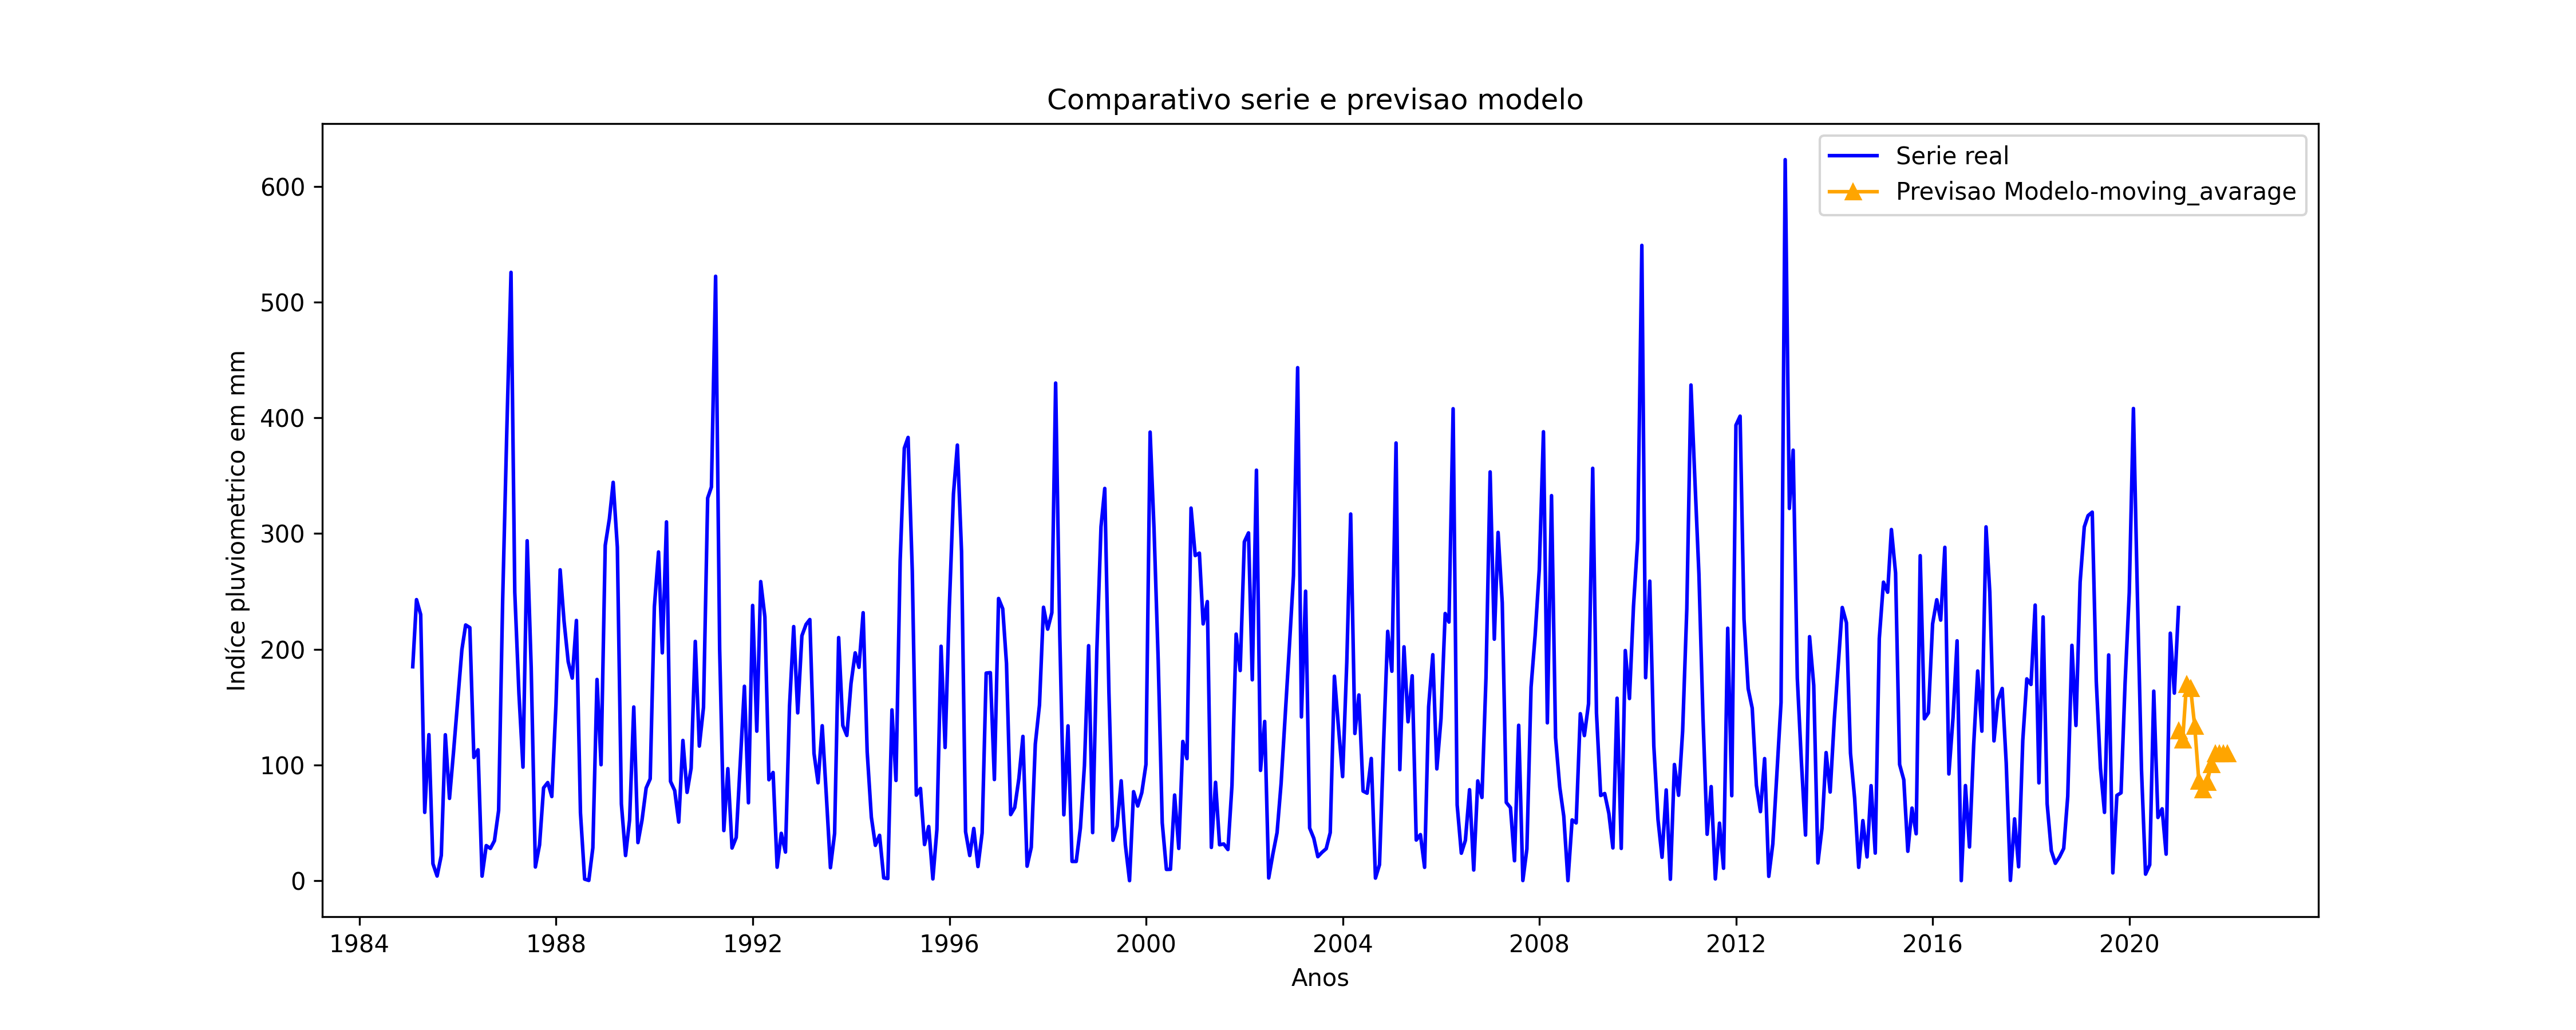 Comparativo serie e previsao modelo
Serie real
Previsao Modelo-moving_avarage
Indíce pluviometrico em mm
600
500
400
300
200
100
0
1984 1988 1992 1996 2000 2004 2008 2012 2016 2020
Anos